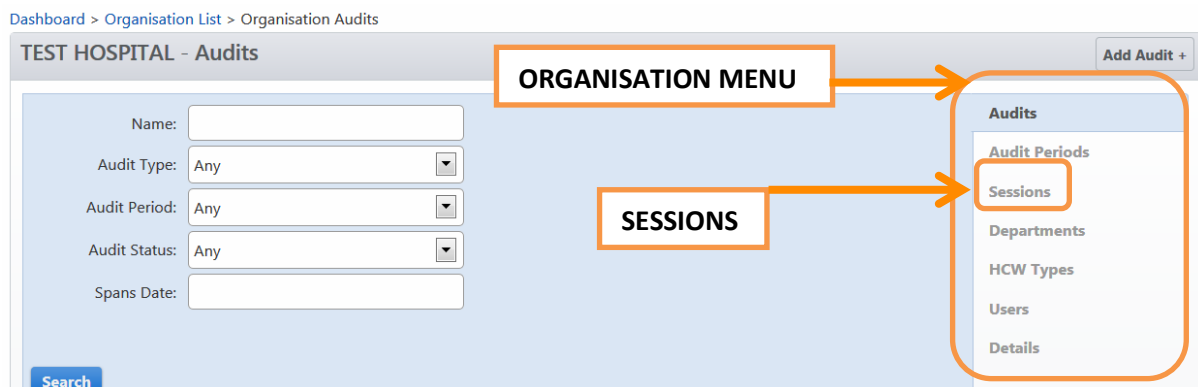 Dashboard > Organisation List > Organisation Audits
TEST HOSPITAL - Audits
Add Audit +
ORGANISATION MENU
Name:
Audit Type: Any
Audit Period: Any
Audit Status: Any
Spans Date:
Search
SESSIONS
Audits
Audit Periods
Sessions
Departments
HCW Types
Users
Details